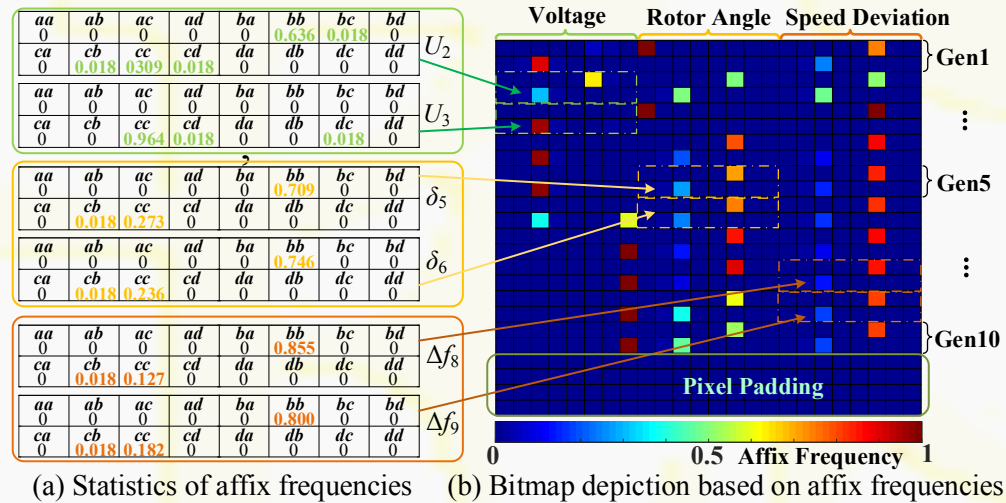 aa ab ac ad ba bb bc bd
0 0 0 0 0 0.636 0.018 0
ca cb cc cd da db dc dd
0 0.018 0309 0.018 0 0 0 0
U2
aa ab ac ad ba bb bc bd
0 0 0 0 0 0 0 0
ca cb cc cd da db dc dd
0 0 0.964 0.018 0 0 0.018 0
U3
,
aa ab ac ad ba bb bc bd
0 0 0 0 0 0.709 0 0
ca cb cc cd da db dc dd
0 0.018 0.273 0 0 0 0 0
δ5
aa ab ac ad ba bb bc bd
0 0 0 0 0 0.746 0 0
ca cb cc cd da db dc dd
0 0.018 0.236 0 0 0 0 0
δ6
aa ab ac ad ba bb bc bd
0 0 0 0 0 0.855 0 0
ca cb cc cd da db dc dd
0 0.018 0.127 0 0 0 0 0
Δf8
aa ab ac ad ba bb bc bd
0 0 0 0 0 0.800 0 0
ca cb cc cd da db dc dd
0 0.018 0.182 0 0 0 0 0
Δf9
(a) Statistics of affix frequencies
Voltage Rotor Angle Speed Deviation
Gen1
⋮
Gen5
⋮
Gen10
Pixel Padding
0 0.5 1
Affix Frequency
(b) Bitmap depiction based on affix frequencies